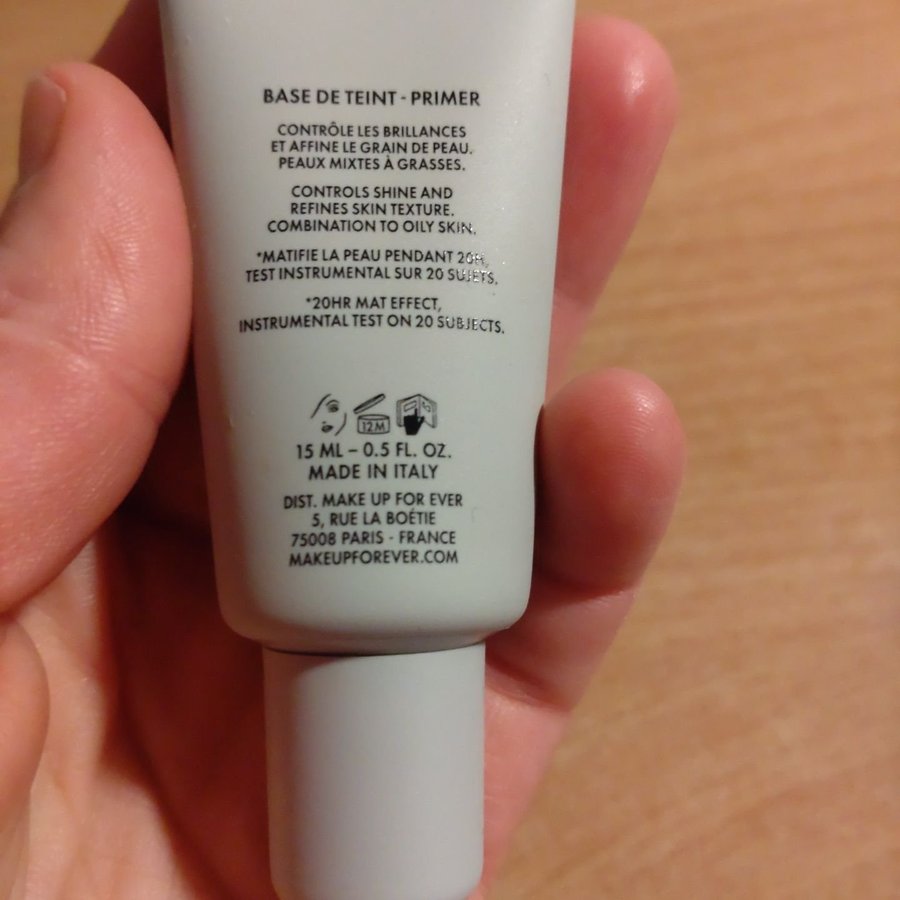 BASE DE TEINT - PRIMER
CONTRÔLE LES BRILLANCES
ET AFFINE LE GRAIN DE PEAU.
PEAUX MIXTES À GRASSES.
CONTROLS SHINE AND
REFINES SKIN TEXTURE.
COMBINATION TO OILY SKIN.
*MATIFIE LA PEAU PENDANT 20H,
TEST INSTRUMENTAL SUR 20 SUJETS.
*20HR MAT EFFECT,
INSTRUMENTAL TEST ON 20 SUBJECTS.
12M
15 ML – 0.5 FL. OZ.
MADE IN ITALY
DIST. MAKE UP FOR EVER
5, RUE LA BOÉTIE
75008 PARIS - FRANCE
MAKEUPFOREVER.COM